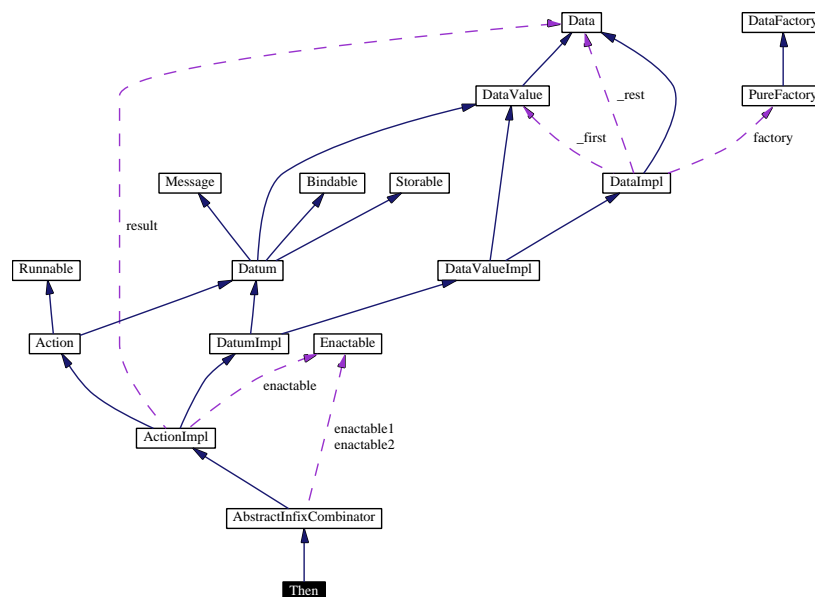 Data
DataFactory
DataValue
PureFactory
_rest
_first
factory
Message
Bindable
Storable
DataImpl
result
Runnable
Datum
DataValueImpl
Action
DatumImpl
Enactable
enactable
enactable1
enactable2
ActionImpl
AbstractInfixCombinator
Then